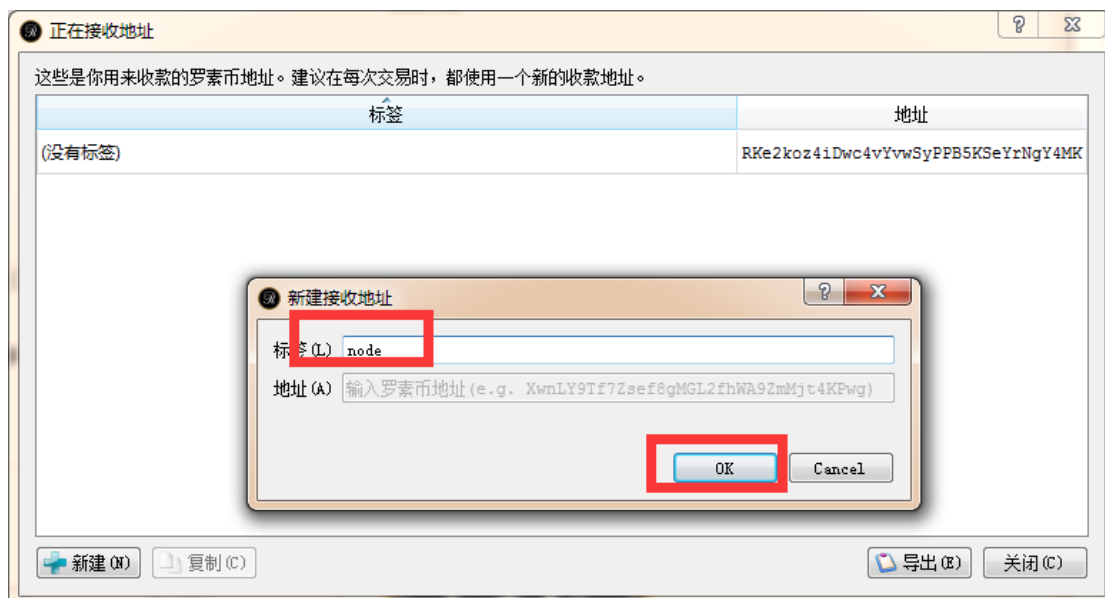 正在接收地址
这些是你用来收款的罗素币地址。建议在每次交易时，都使用一个新的收款地址。
标签 地址
(没有标签) RKe2koz4iDwc4vYvwSyPPB5KSeYrNgY4MK
新建接收地址
标签(L) node
地址(A) 输入罗素币地址(e.g. XwnLY9Tf7Zsef8gMGL2fhWA9ZmMjt4KPwg)
OK Cancel
新建(N) 复制(C) 导出(E) 关闭(C)